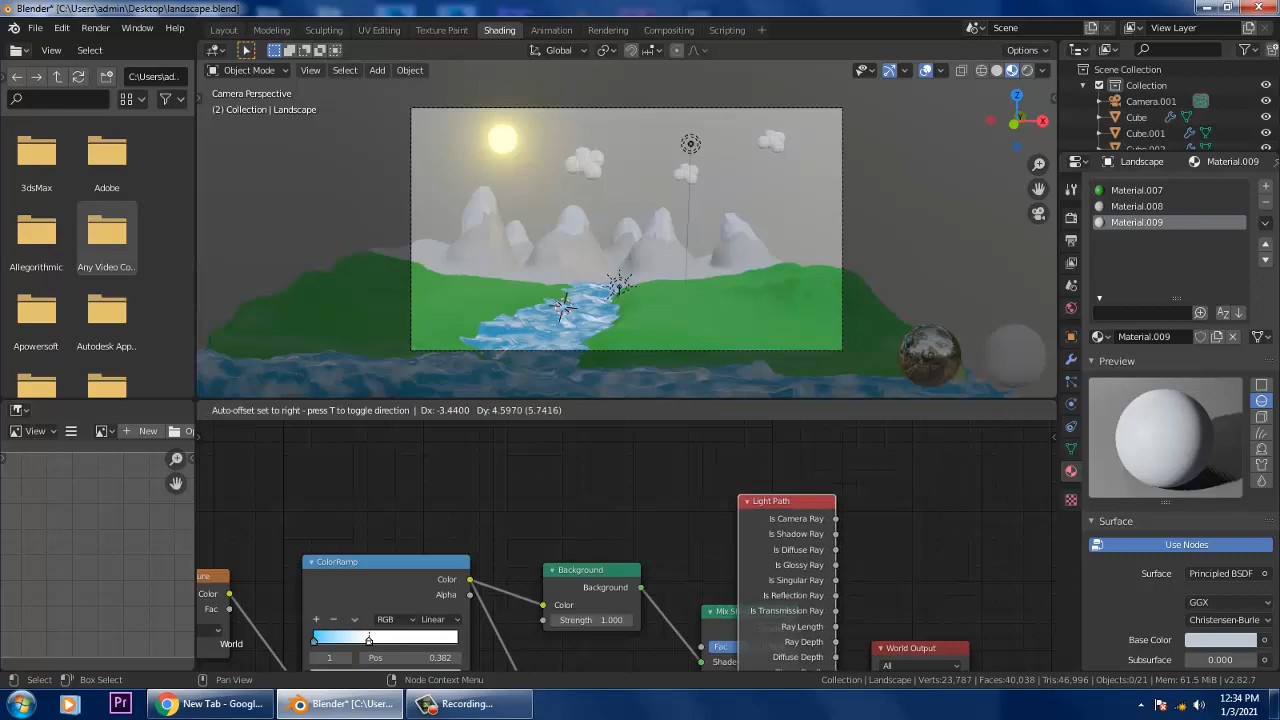 Blender* [C:\Users\admin\Desktop\landscape.blend]
File Edit Render Window Help
Layout Modeling Sculpting UV Editing Texture Paint Shading Animation Rendering Compositing Scripting
Scene
View Layer
View Select
Global
Options
C:\Users\ad..
Object Mode View Select Add Object
Scene Collection
Collection
Camera.001
Cube
Cube.001
Cube.002
Camera Perspective
(2) Collection | Landscape
Z
X
3dsMax
Adobe
Allegorithmic
Any Video Co..
Apowersoft
Autodesk App..
Landscape Material.009
Material.007
Material.008
Material.009
Material.009
Preview
Surface
Use Nodes
Surface Principled BSDF
GGX
Christensen-Burle..
Base Color
Subsurface 0.000
View New
Auto-offset set to right - press T to toggle direction | Dx: -3.4400 Dy: 4.5970 (5.7416)
Light Path
Is Camera Ray
Is Shadow Ray
Is Diffuse Ray
Is Glossy Ray
Is Singular Ray
Is Reflection Ray
Is Transmission Ray
Ray Length
Ray Depth
Diffuse Depth
ure
Color
Fac
World
ColorRamp
Color
Alpha
RGB Linear
1 Pos 0.382
Background
Background
Color
Strength 1.000
Mix Sh
Fac
Shade
World Output
All
Select Box Select Pan View Node Context Menu
Collection | Landscape | Verts:23,787 | Faces:40,038 | Tris:46,996 | Objects:0/21 | Mem: 61.5 MiB | v2.82.7
Pr
New Tab - Googl...
Blender* [C:\User...
Recording...
12:34 PM
1/3/2021